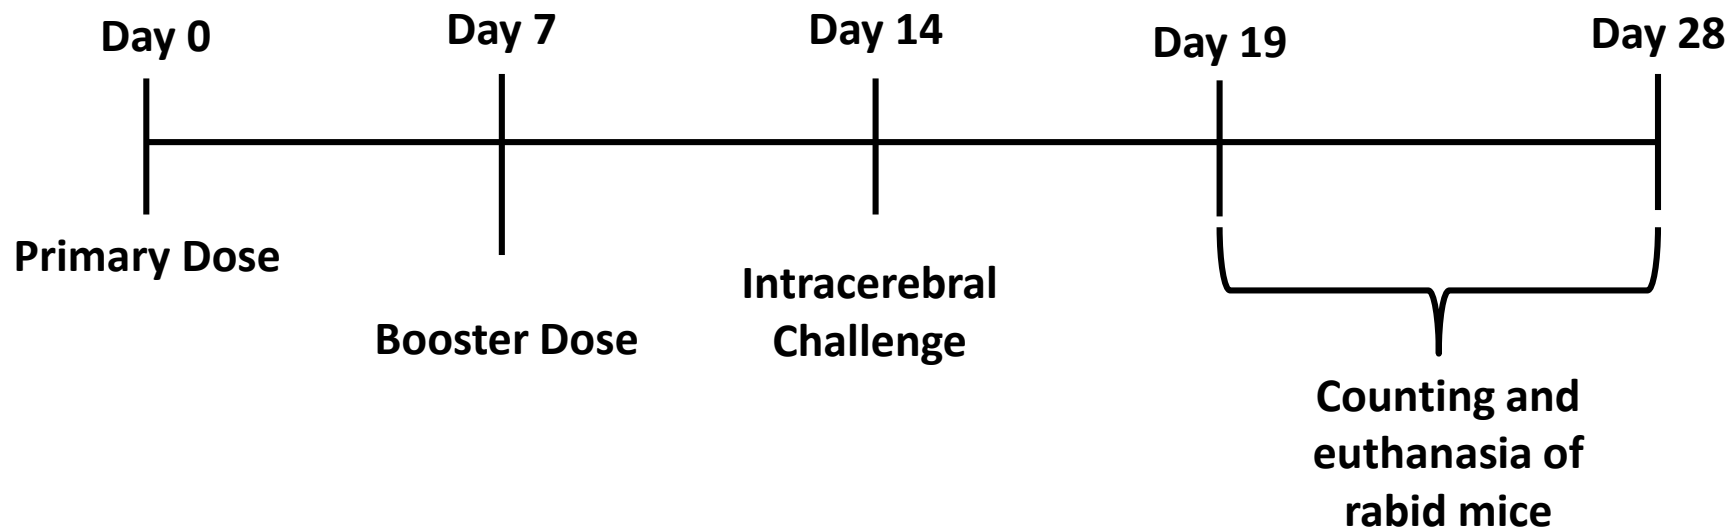 Day 0
Day 7
Day 14
Day 19
Day 28
Primary Dose
Booster Dose
Intracerebral
Challenge
Counting and
euthanasia of
rabid mice